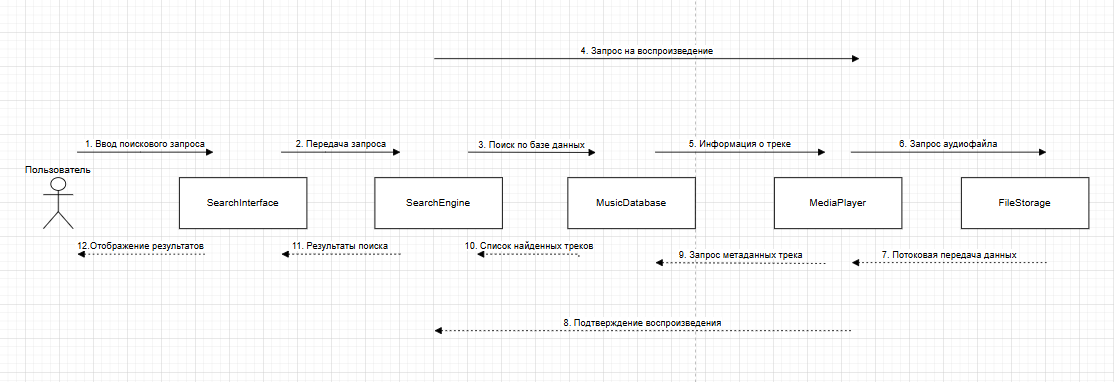 4. Запрос на воспроизведение
1. Ввод поискового запроса
2. Передача запроса
3. Поиск по базе данных
5. Информация о треке
6. Запрос аудиофайла
Пользователь
SearchInterface
SearchEngine
MusicDatabase
MediaPlayer
FileStorage
12.Отображение результатов
11. Результаты поиска
10. Список найденных треков
9. Запрос метаданных трека
7. Потоковая передача данных
8. Подтверждение воспроизведения